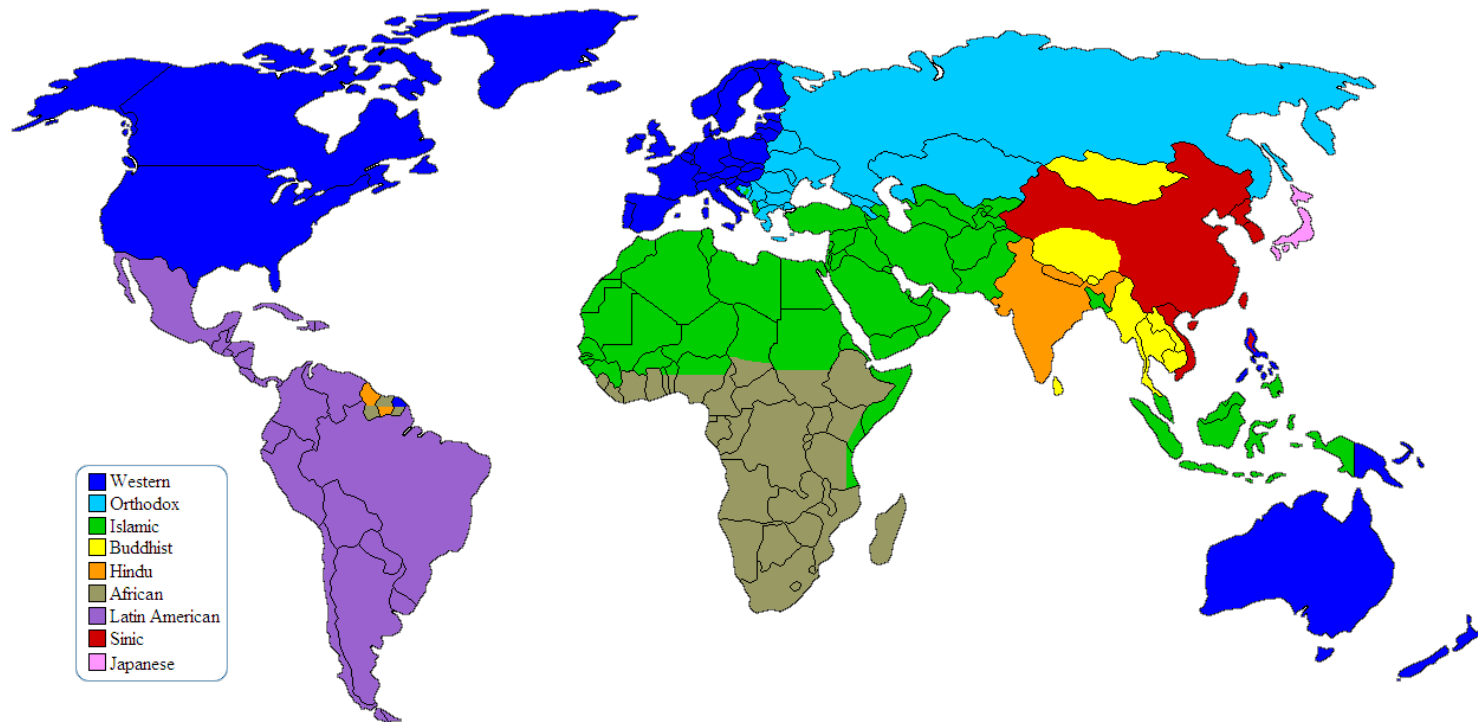 Western
Orthodox
Islamic
Buddhist
Hindu
African
Latin American
Sinic
Japanese